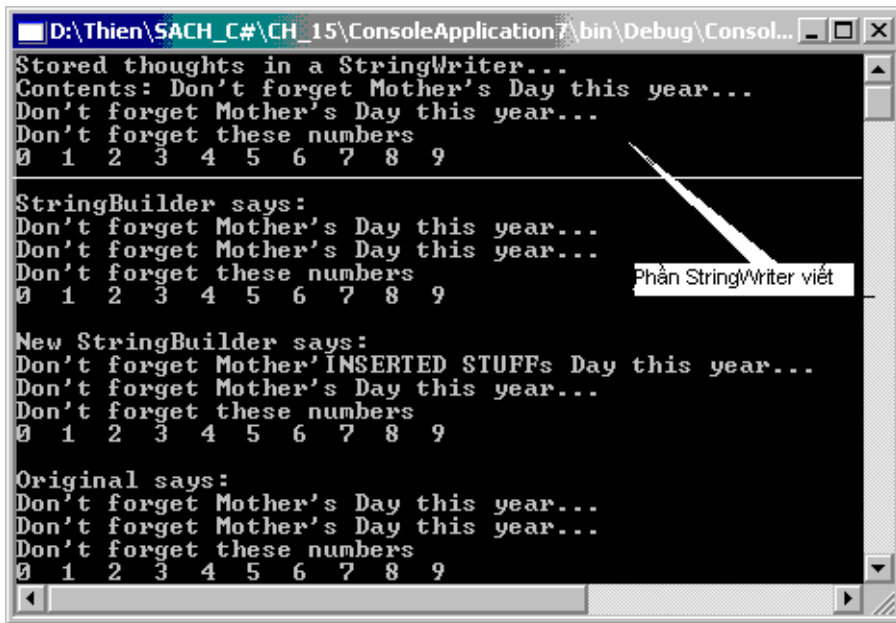 D:\Thien\SACH_C#\CH_15\ConsoleApplication7\bin\Debug\Consol...
Stored thoughts in a StringWriter...
Contents: Don't forget Mother's Day this year...
Don't forget Mother's Day this year...
Don't forget these numbers
0 1 2 3 4 5 6 7 8 9
StringBuilder says:
Don't forget Mother's Day this year...
Don't forget Mother's Day this year...
Don't forget these numbers
0 1 2 3 4 5 6 7 8 9
Phần StringWriter viết
New StringBuilder says:
Don't forget Mother'INSERTED STUFFs Day this year...
Don't forget Mother's Day this year...
Don't forget these numbers
0 1 2 3 4 5 6 7 8 9
Original says:
Don't forget Mother's Day this year...
Don't forget Mother's Day this year...
Don't forget these numbers
0 1 2 3 4 5 6 7 8 9